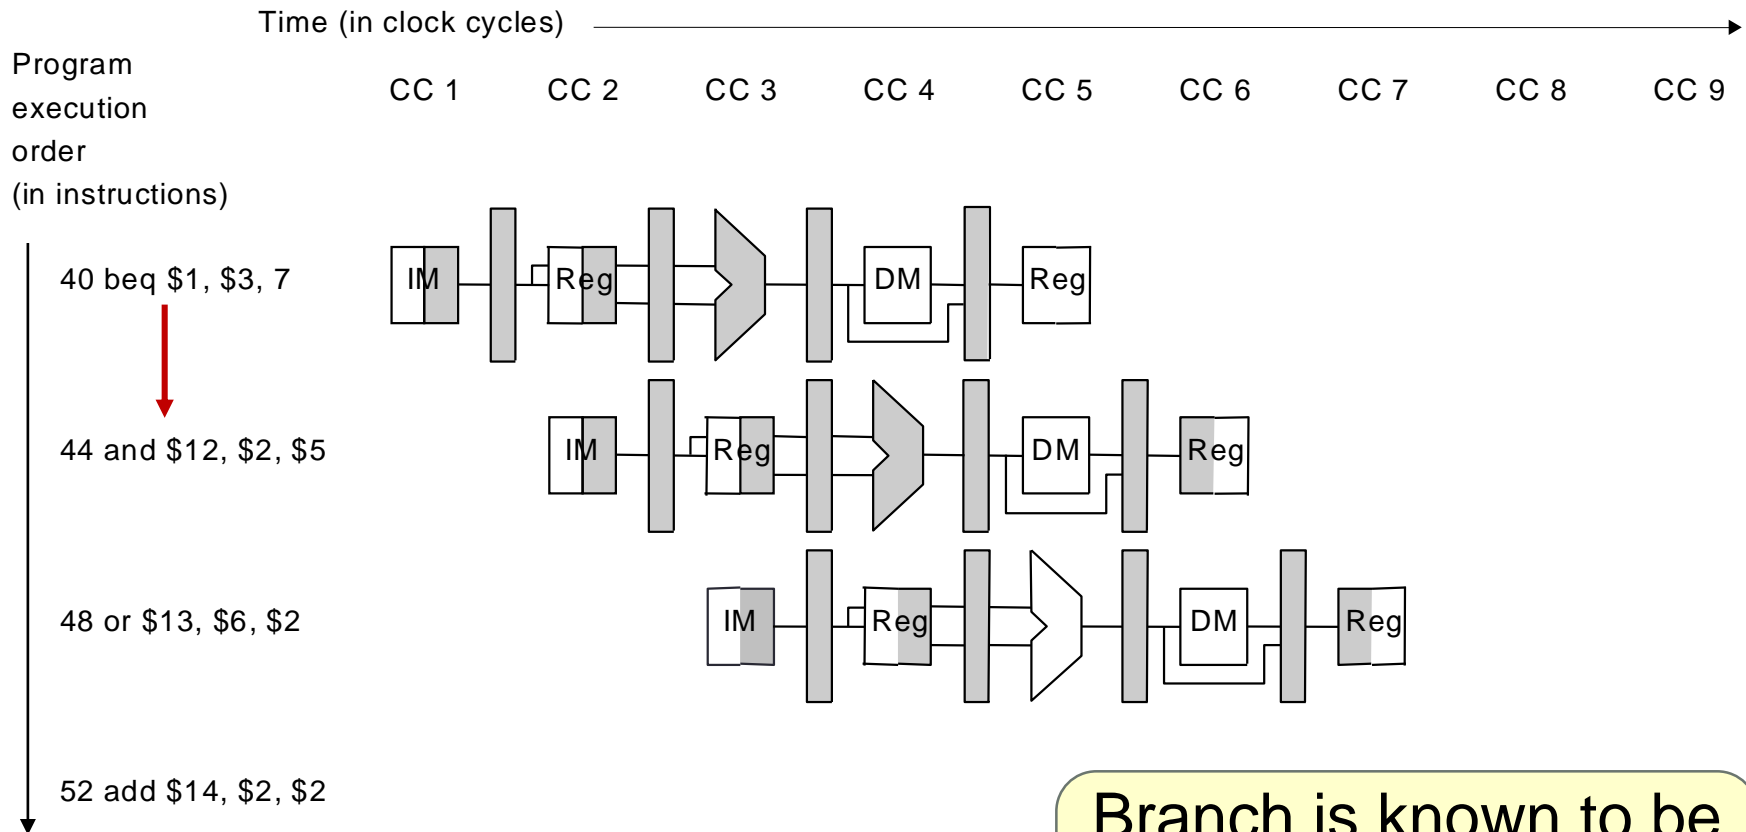 Time (in clock cycles)
Program
execution
order
(in instructions)
CC 1 CC 2 CC 3 CC 4 CC 5 CC 6 CC 7 CC 8 CC 9
40 beq $1, $3, 7
IM Reg DM Reg
44 and $12, $2, $5
IM Reg DM Reg
48 or $13, $6, $2
IM Reg DM Reg
52 add $14, $2, $2
Branch is known to be